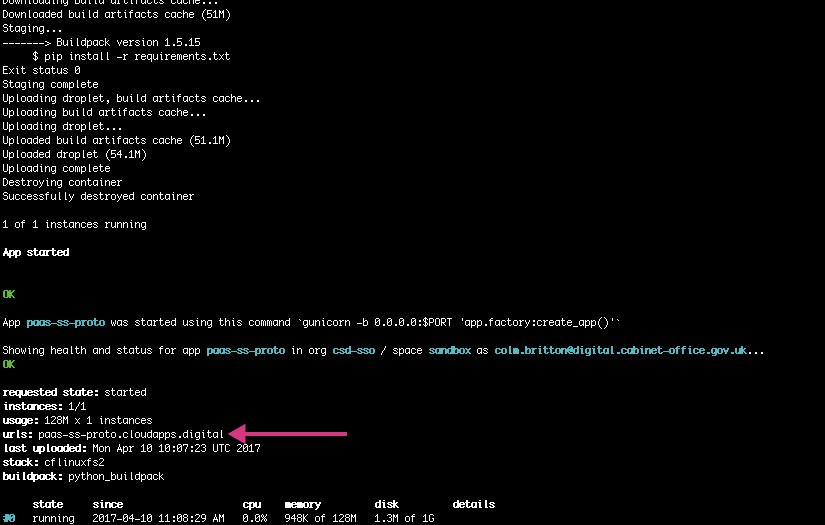 Downloading build artifacts cache...
Downloaded build artifacts cache (51M)
Staging...
-------> Buildpack version 1.5.15
$ pip install -r requirements.txt
Exit status 0
Staging complete
Uploading droplet, build artifacts cache...
Uploading build artifacts cache...
Uploading droplet...
Uploaded build artifacts cache (51.1M)
Uploaded droplet (54.1M)
Uploading complete
Destroying container
Successfully destroyed container
1 of 1 instances running
App started
OK
App paas-ss-proto was started using this command `gunicorn -b 0.0.0.0:$PORT 'app.factory:create_app()'`
Showing health and status for app paas-ss-proto in org csd-sso / space sandbox as colm.britton@digital.cabinet-office.gov.uk...
OK
requested state: started
instances: 1/1
usage: 128M x 1 instances
urls: paas-ss-proto.cloudapps.digital
last uploaded: Mon Apr 10 10:07:23 UTC 2017
stack: cflinuxfs2
buildpack: python_buildpack
state since cpu memory disk details
#0 running 2017-04-10 11:08:29 AM 0.0% 948K of 128M 1.3M of 1G